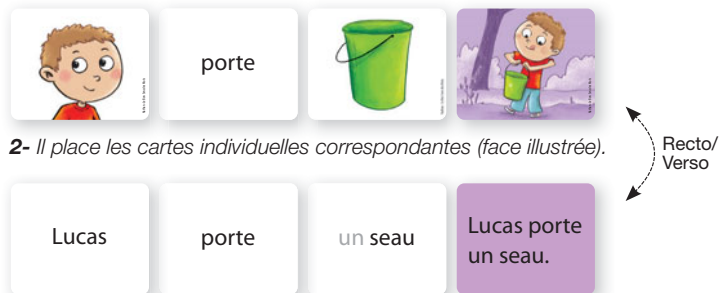 porte
2- Il place les cartes individuelles correspondantes (face illustrée).
Recto/
Verso
Lucas
porte
un seau
Lucas porte
un seau.